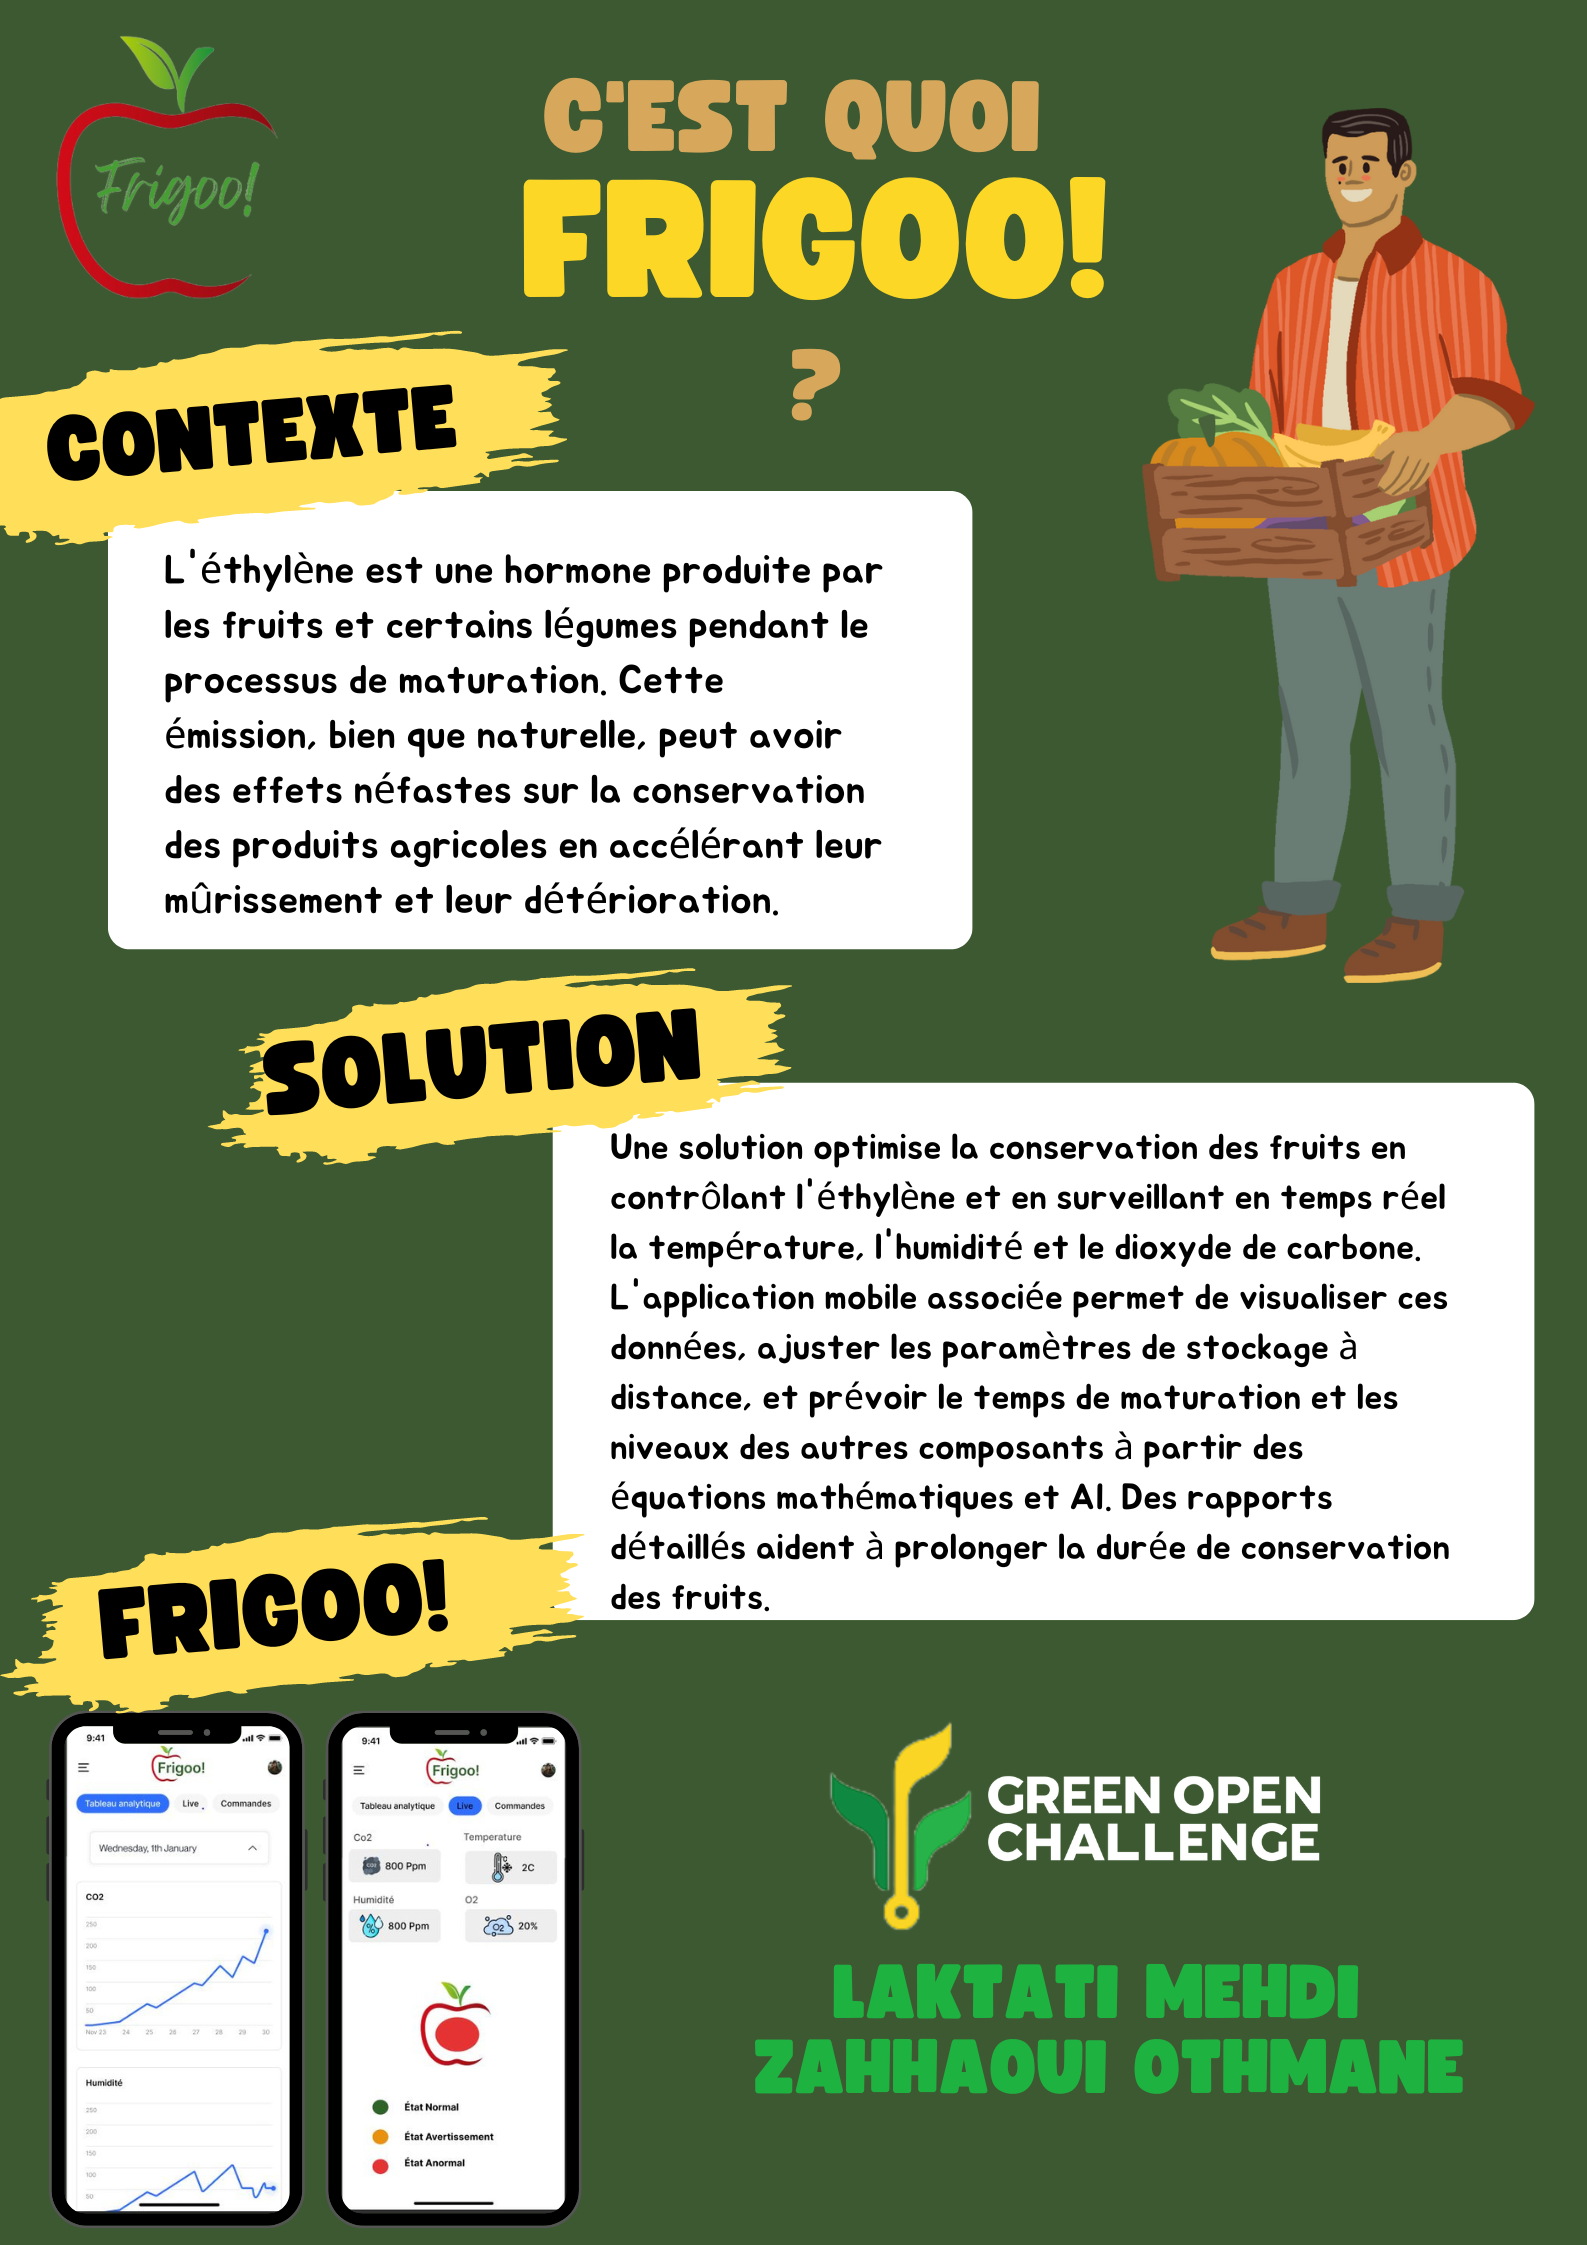 Frigoo!
C'EST QUOI
FRIGOO!
?
CONTEXTE
L'éthylène est une hormone produite par
les fruits et certains légumes pendant le
processus de maturation. Cette
émission, bien que naturelle, peut avoir
des effets néfastes sur la conservation
des produits agricoles en accélérant leur
mûrissement et leur détérioration.
SOLUTION
Une solution optimise la conservation des fruits en
contrôlant l'éthylène et en surveillant en temps réel
la température, l'humidité et le dioxyde de carbone.
L'application mobile associée permet de visualiser ces
données, ajuster les paramètres de stockage à
distance, et prévoir le temps de maturation et les
niveaux des autres composants à partir des
équations mathématiques et AI. Des rapports
détaillés aident à prolonger la durée de conservation
des fruits.
FRIGOO!
9:41
Frigoo!
Tableau analytique Live Commandes
Wednesday, 1th January
CO2
250
200
150
100
50
Nov 23 24 25 26 27 28 29 30
Humidité
250
200
150
100
50
9:41
Frigoo!
Tableau analytique Live Commandes
Co2 Temperature
CO2 800 Ppm °C 2C
Humidité O2
% 800 Ppm O2 20%
État Normal
État Avertissement
État Anormal
GREEN OPEN
CHALLENGE
LAKTATI MEHDI
ZAHHAOUI OTHMANE